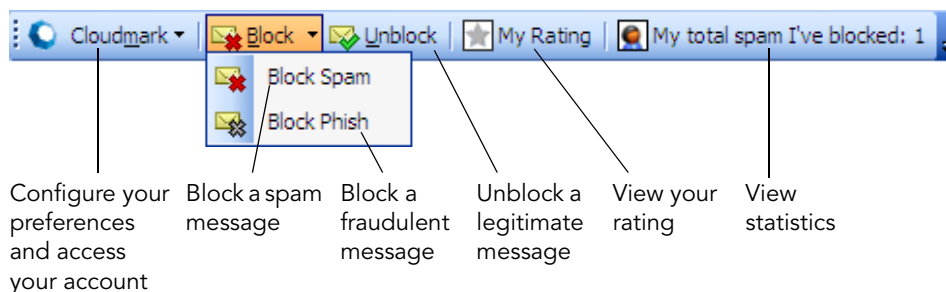 Cloudmark Block Unblock My Rating My total spam I've blocked: 1
Block Spam
Block Phish
Configure your
preferences
and access
your account
Block a spam
message
Block a
fraudulent
message
Unblock a
legitimate
message
View your
rating
View
statistics